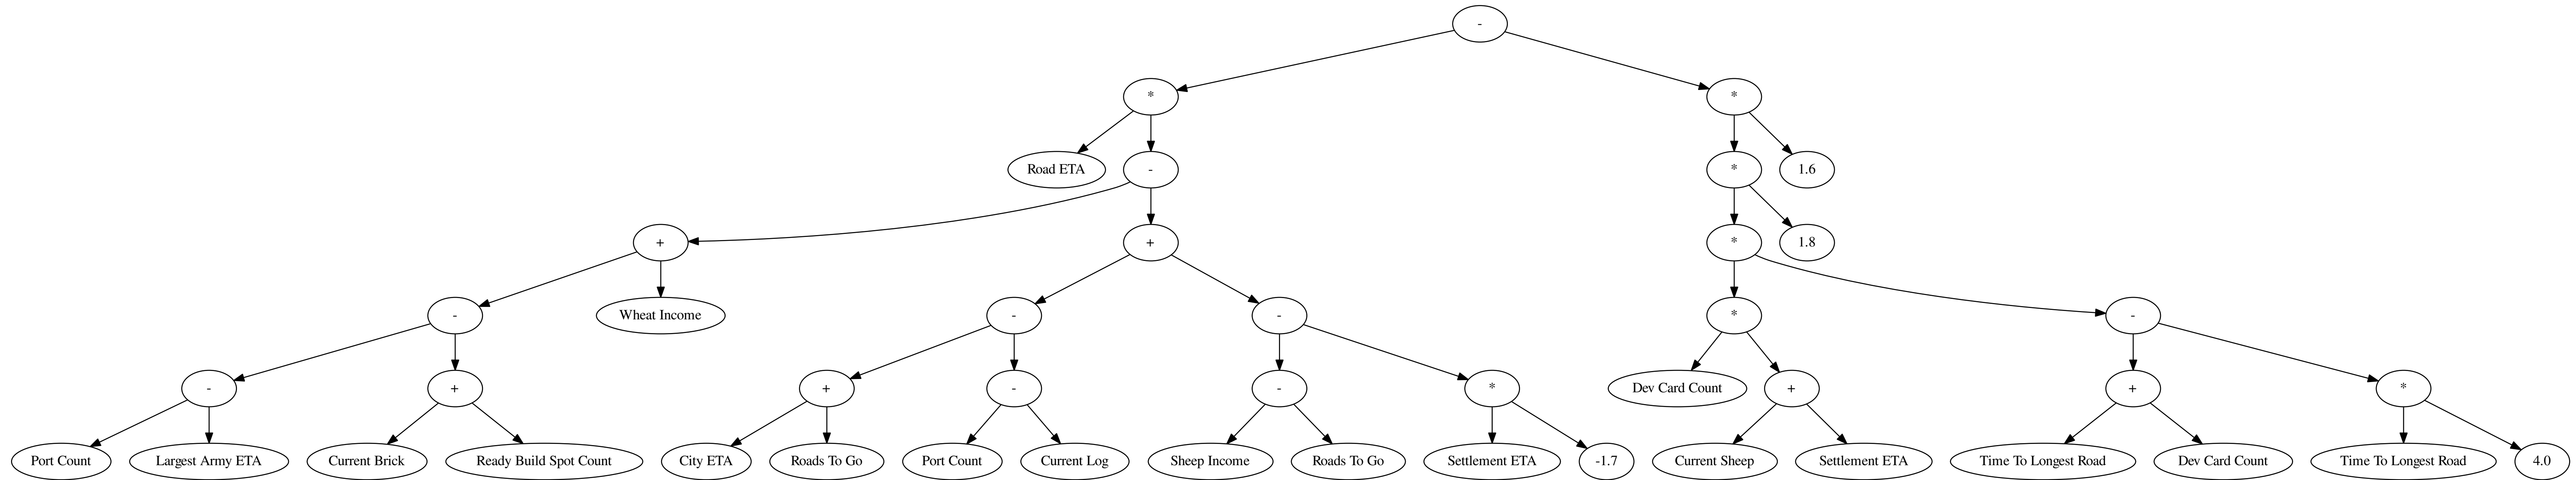 -
* *
Road ETA - * 1.6
+ + * 1.8
- Wheat Income - - * -
- + + - - * Dev Card Count + + *
Port Count Largest Army ETA Current Brick Ready Build Spot Count City ETA Roads To Go Port Count Current Log Sheep Income Roads To Go Settlement ETA -1.7 Current Sheep Settlement ETA Time To Longest Road Dev Card Count Time To Longest Road 4.0